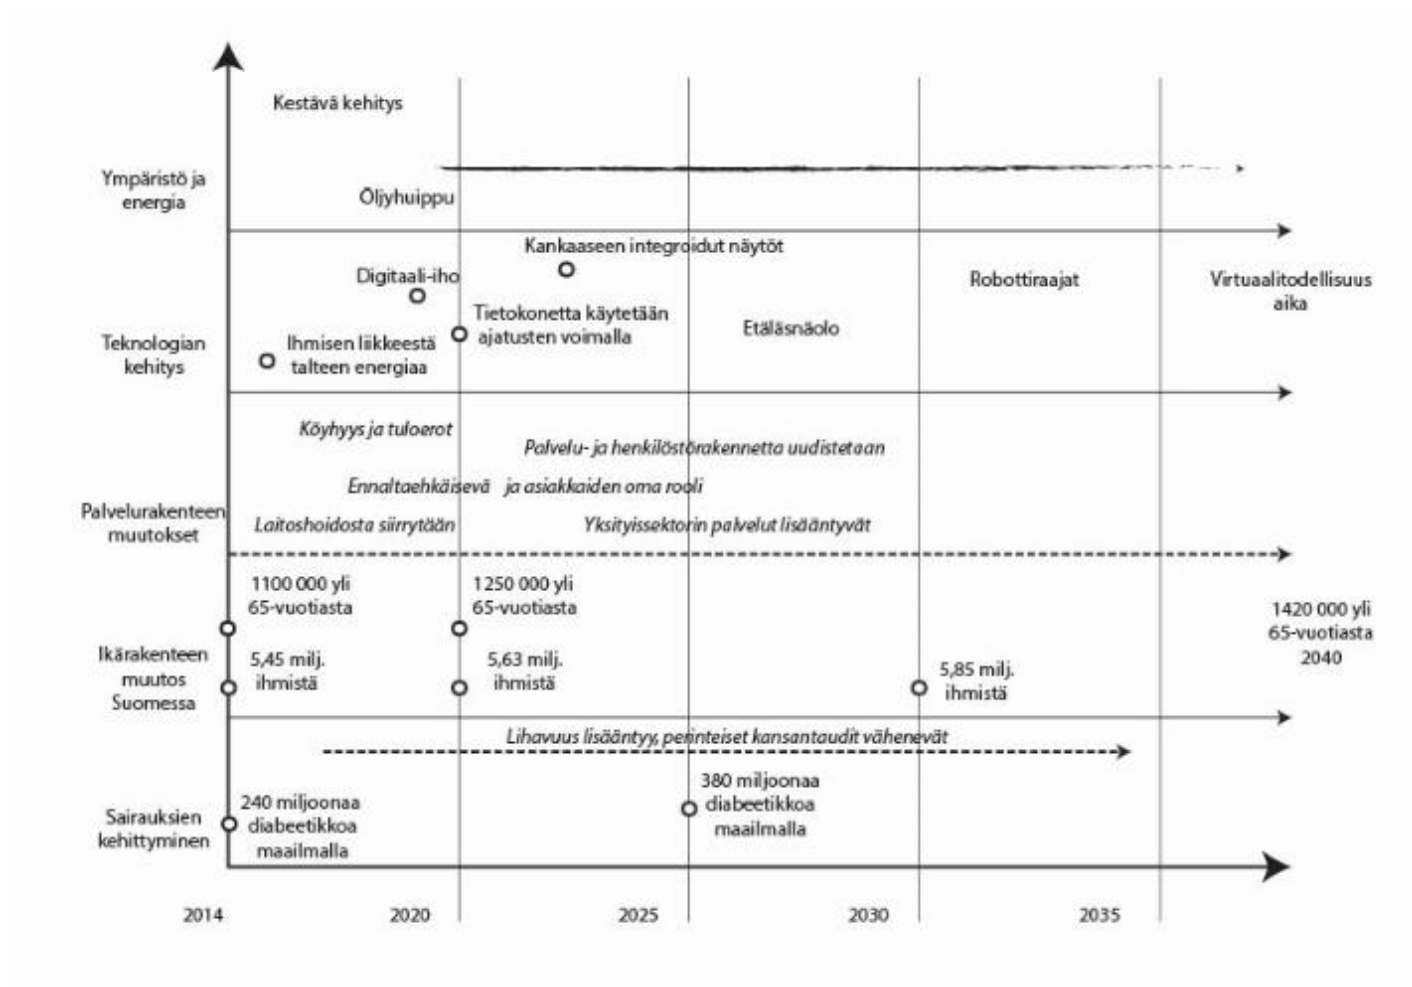 Kestävä kehitys
Ympäristö ja
energia
Öljyhuippu
Kankaaseen integroidut näytöt
Digitaali-iho
Robottiraajat
Virtuaalitodellisuus
aika
Tietokonetta käytetään
ajatusten voimalla
Etäläsnäolo
Teknologian
kehitys
Ihmisen liikkeestä
talteen energiaa
Köyhyys ja tuloerot
Palvelu- ja henkilöstörakennetta uudistetaan
Ennaltaehkäisevä ja asiakkaiden oma rooli
Palvelurakenteen
muutokset
Laitoshoidosta siirrytään
Yksityissektorin palvelut lisääntyvät
1100 000 yli
65-vuotiasta
1250 000 yli
65-vuotiasta
1420 000 yli
65-vuotiasta
2040
Ikärakenteen
muutos
Suomessa
5,45 milj.
ihmistä
5,63 milj.
ihmistä
5,85 milj.
ihmistä
Lihavuus lisääntyy, perinteiset kansantaudit vähenevät
Sairauksien
kehittyminen
240 miljoonaa
diabeetikkoa
maailmalla
380 miljoonaa
diabeetikkoa
maailmalla
2014 2020 2025 2030 2035